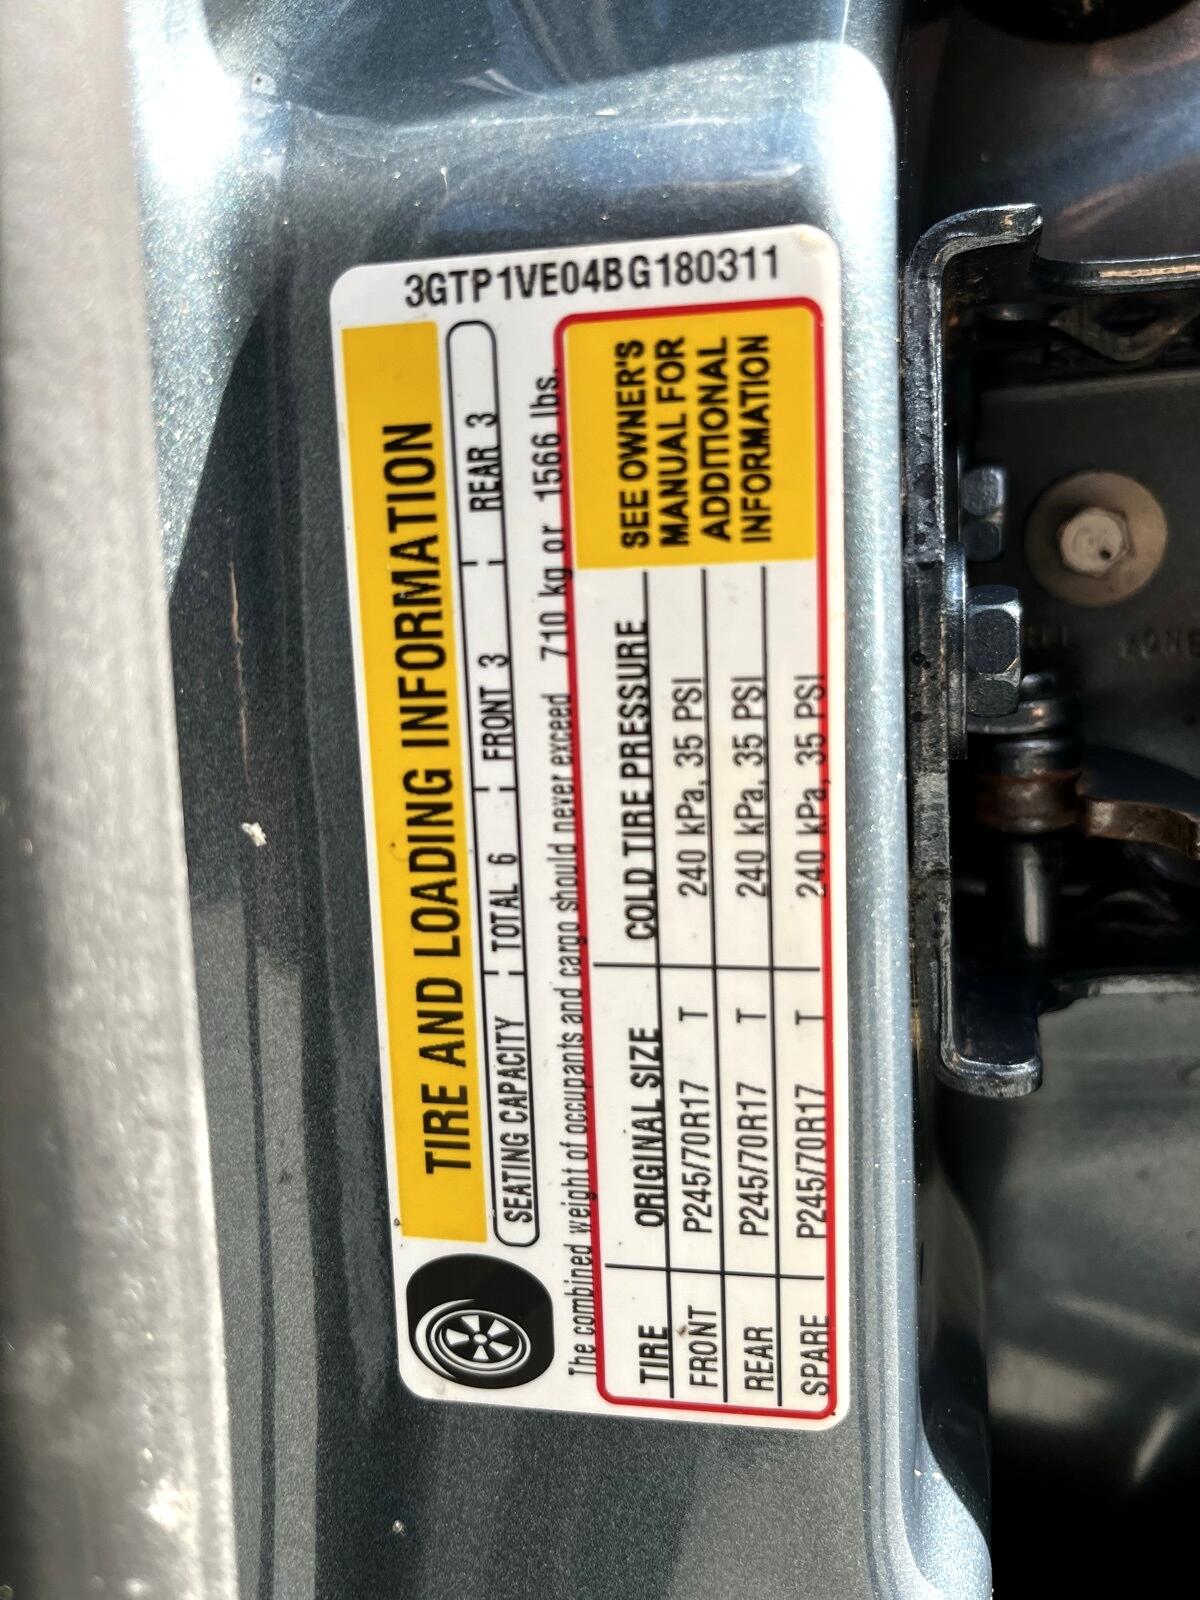 3GTP1VE04BG180311
TIRE AND LOADING INFORMATION
SEATING CAPACITY TOTAL 6 FRONT 3 REAR 3
The combined weight of occupants and cargo should never exceed 710 kg or 1566 lbs.
TIRE ORIGINAL SIZE COLD TIRE PRESSURE
FRONT P245/70R17 T 240 kPa, 35 PSI
REAR P245/70R17 T 240 kPa, 35 PSI
SPARE P245/70R17 T 240 kPa, 35 PSI
SEE OWNER'S
MANUAL FOR
ADDITIONAL
INFORMATION